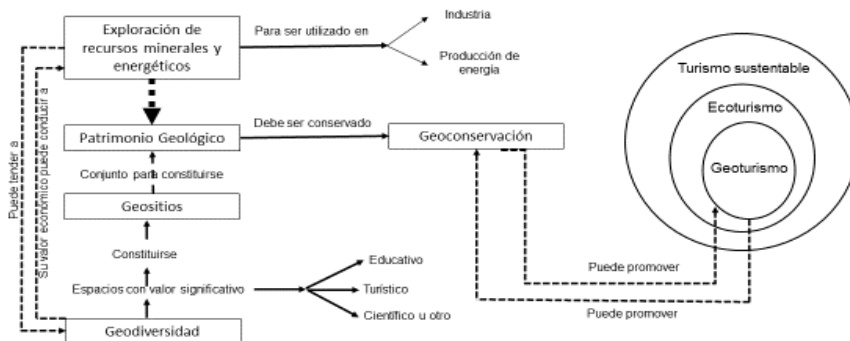 Exploración de
recursos minerales y
energéticos
Para ser utilizado en
Industria
Producción de
energía
Patrimonio Geológico
Debe ser conservado
Geoconservación
Conjunto para constituirse
Geositios
Constituirse
Espacios con valor significativo
Educativo
Turístico
Científico u otro
Geodiversidad
Puede tender a
Su valor económico puede conducir a
Turismo sustentable
Ecoturismo
Geoturismo
Puede promover
Puede promover